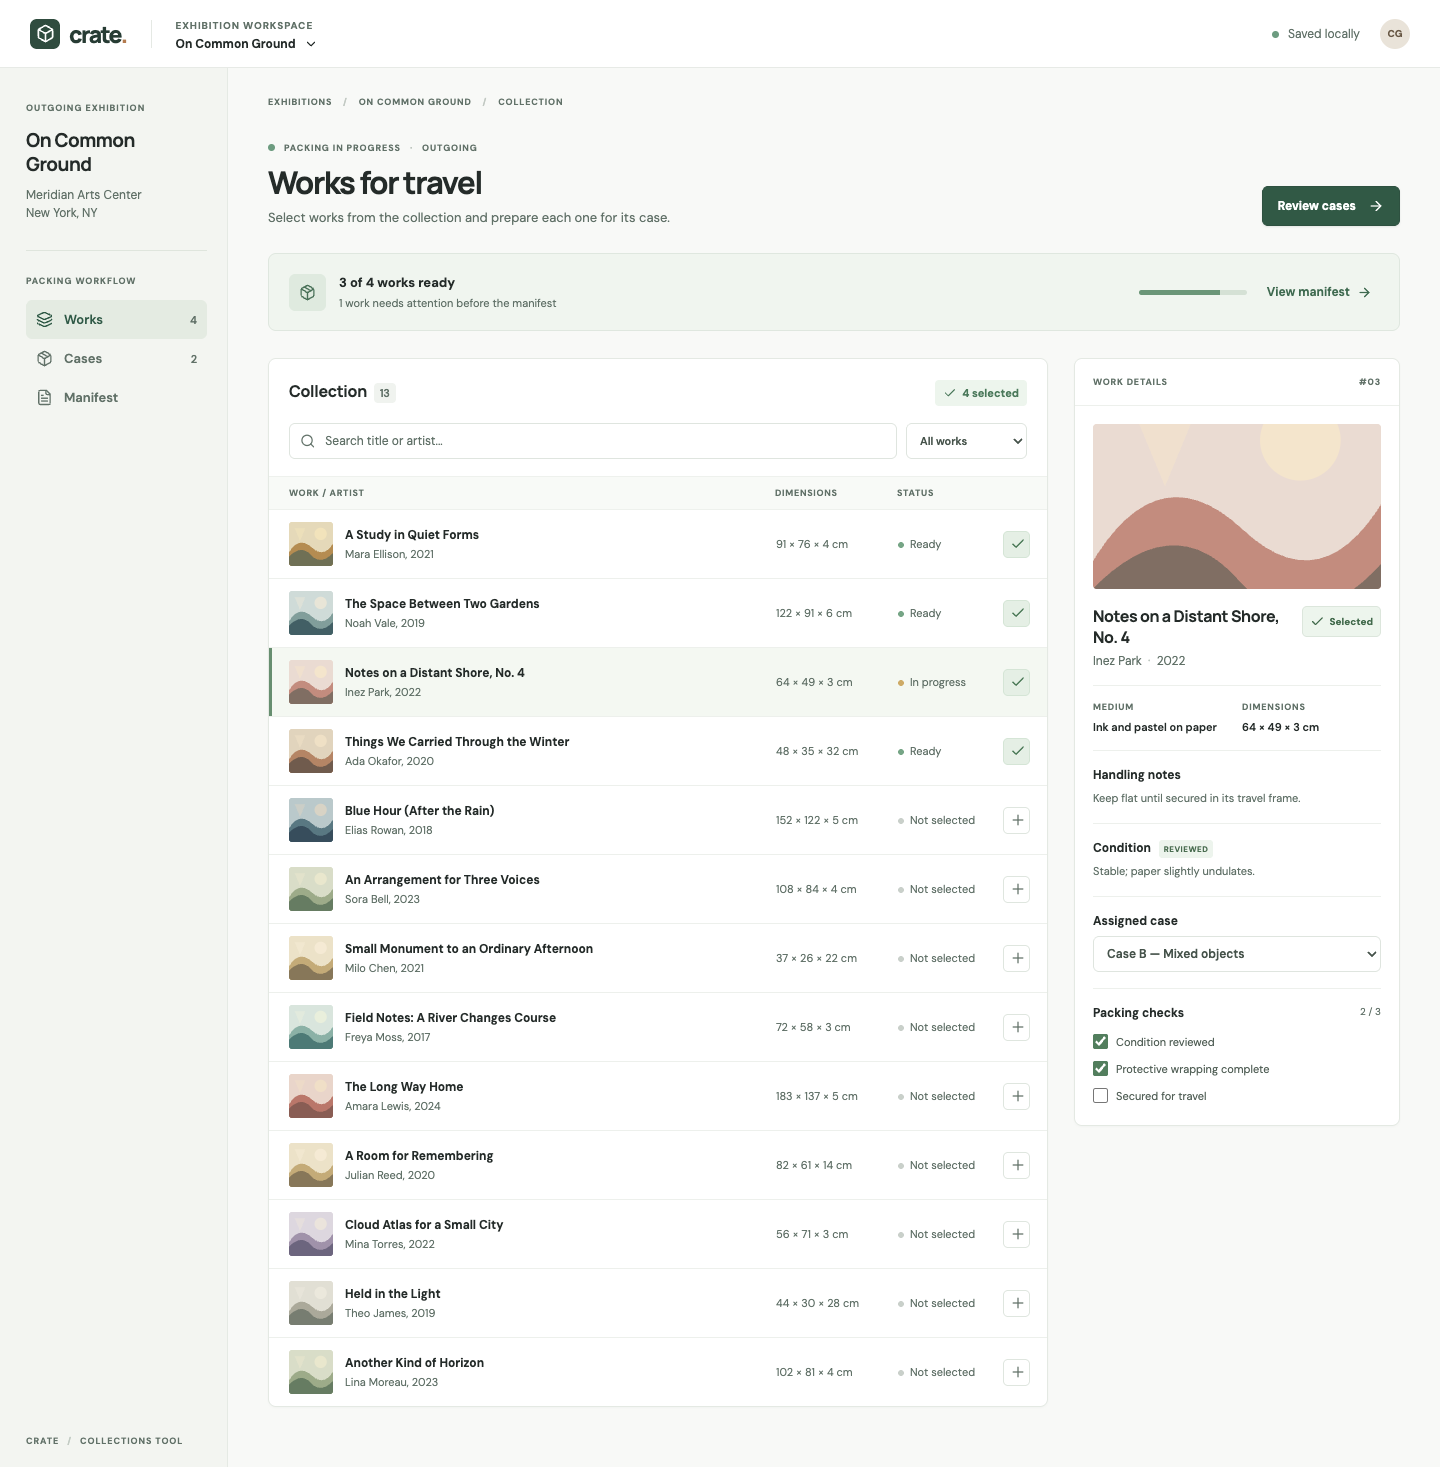 crate.
EXHIBITION WORKSPACE
On Common Ground
Saved locally
CG
OUTGOING EXHIBITION
On Common
Ground
Meridian Arts Center
New York, NY
PACKING WORKFLOW
Works 4
Cases 2
Manifest
CRATE / COLLECTIONS TOOL
EXHIBITIONS / ON COMMON GROUND / COLLECTION
PACKING IN PROGRESS · OUTGOING
Works for travel
Select works from the collection and prepare each one for its case.
Review cases
3 of 4 works ready
1 work needs attention before the manifest
View manifest
Collection 13
4 selected
Search title or artist...
All works
WORK / ARTIST DIMENSIONS STATUS
A Study in Quiet Forms
Mara Ellison, 2021
91 × 76 × 4 cm
Ready
The Space Between Two Gardens
Noah Vale, 2019
122 × 91 × 6 cm
Ready
Notes on a Distant Shore, No. 4
Inez Park, 2022
64 × 49 × 3 cm
In progress
Things We Carried Through the Winter
Ada Okafor, 2020
48 × 35 × 32 cm
Ready
Blue Hour (After the Rain)
Elias Rowan, 2018
152 × 122 × 5 cm
Not selected
An Arrangement for Three Voices
Sora Bell, 2023
108 × 84 × 4 cm
Not selected
Small Monument to an Ordinary Afternoon
Milo Chen, 2021
37 × 26 × 22 cm
Not selected
Field Notes: A River Changes Course
Freya Moss, 2017
72 × 58 × 3 cm
Not selected
The Long Way Home
Amara Lewis, 2024
183 × 137 × 5 cm
Not selected
A Room for Remembering
Julian Reed, 2020
82 × 61 × 14 cm
Not selected
Cloud Atlas for a Small City
Mina Torres, 2022
56 × 71 × 3 cm
Not selected
Held in the Light
Theo James, 2019
44 × 30 × 28 cm
Not selected
Another Kind of Horizon
Lina Moreau, 2023
102 × 81 × 4 cm
Not selected
WORK DETAILS #03
Notes on a Distant Shore,
No. 4
Selected
Inez Park · 2022
MEDIUM DIMENSIONS
Ink and pastel on paper 64 × 49 × 3 cm
Handling notes
Keep flat until secured in its travel frame.
Condition REVIEWED
Stable; paper slightly undulates.
Assigned case
Case B — Mixed objects
Packing checks 2 / 3
Condition reviewed
Protective wrapping complete
Secured for travel